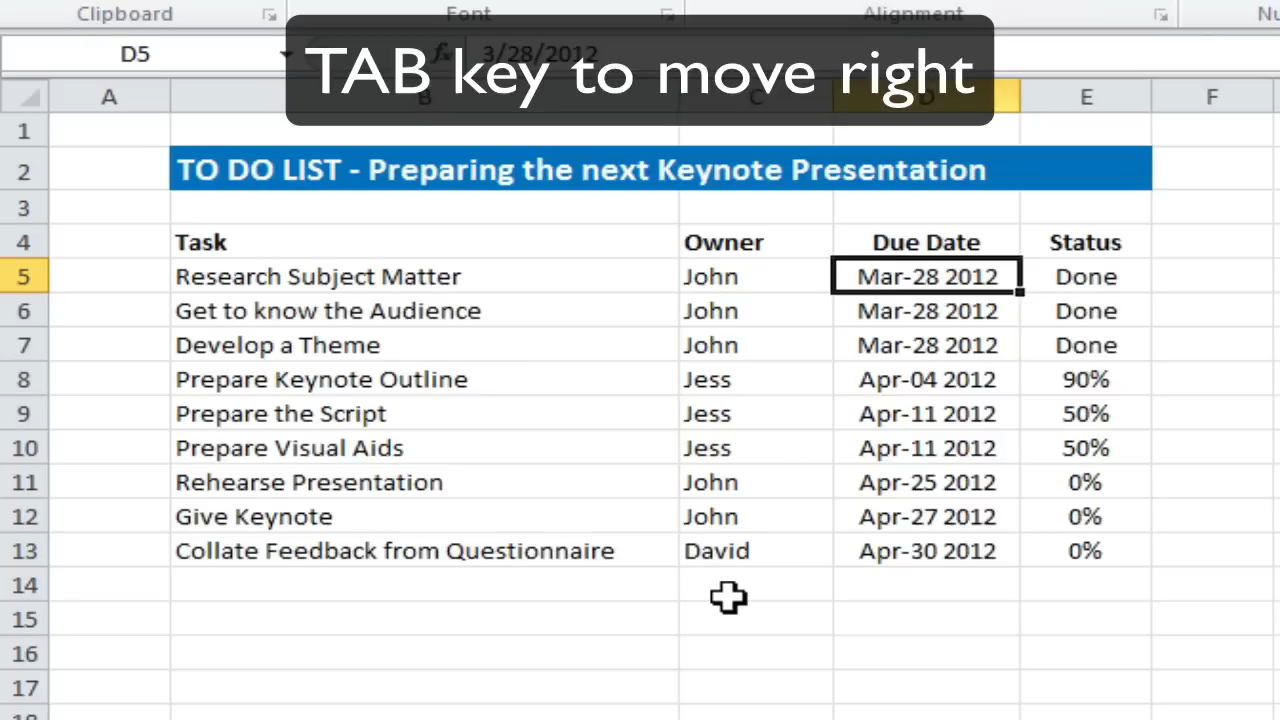 Clipboard Font Alignment Nu
D5 fx 3/28/2012
TAB key to move right
A B C D E F
1
2 TO DO LIST - Preparing the next Keynote Presentation
3
4 Task Owner Due Date Status
5 Research Subject Matter John Mar-28 2012 Done
6 Get to know the Audience John Mar-28 2012 Done
7 Develop a Theme John Mar-28 2012 Done
8 Prepare Keynote Outline Jess Apr-04 2012 90%
9 Prepare the Script Jess Apr-11 2012 50%
10 Prepare Visual Aids Jess Apr-11 2012 50%
11 Rehearse Presentation John Apr-25 2012 0%
12 Give Keynote John Apr-27 2012 0%
13 Collate Feedback from Questionnaire David Apr-30 2012 0%
14
15
16
17
18